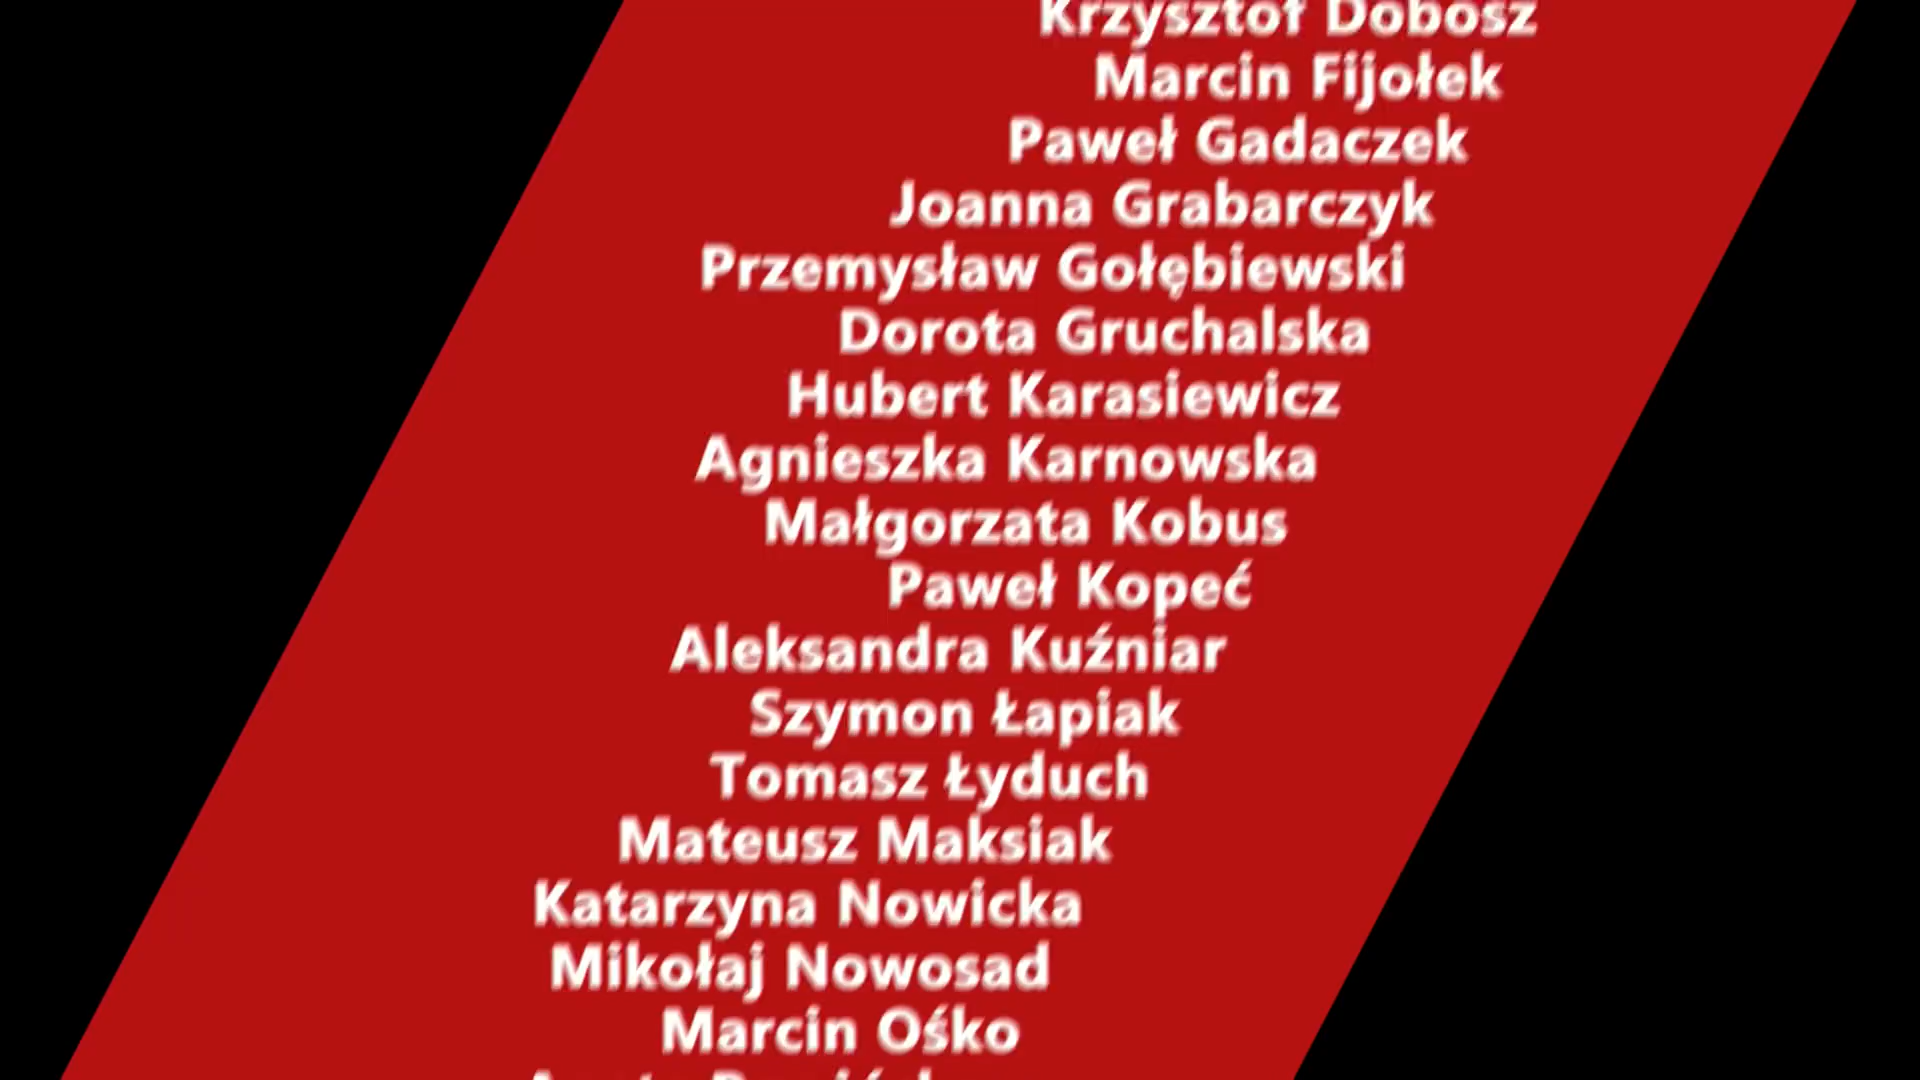 Krzysztof Dobosz
Marcin Fijołek
Paweł Gadaczek
Joanna Grabarczyk
Przemysław Gołębiewski
Dorota Gruchalska
Hubert Karasiewicz
Agnieszka Karnowska
Małgorzata Kobus
Paweł Kopeć
Aleksandra Kuźniar
Szymon Łapiak
Tomasz Łyduch
Mateusz Maksiak
Katarzyna Nowicka
Mikołaj Nowosad
Marcin Ośko